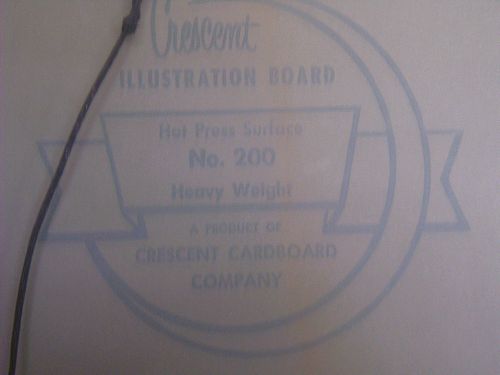 Crescent
ILLUSTRATION BOARD
Hot Press Surface
No. 200
Heavy Weight
A PRODUCT OF
CRESCENT CARDBOARD
COMPANY